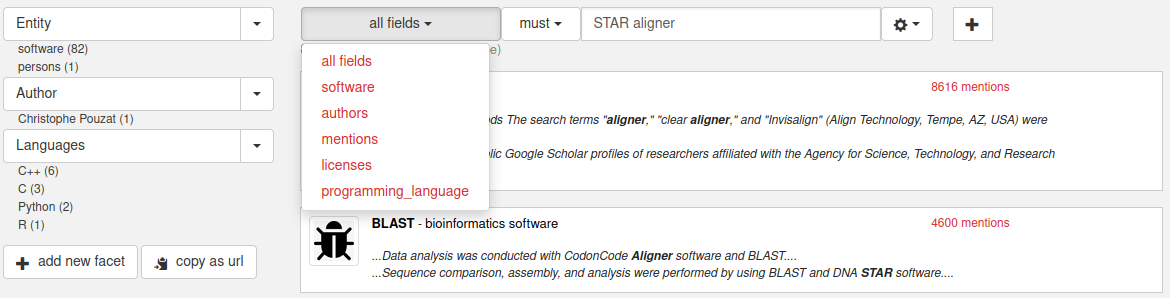 Entity
software (82)
persons (1)
Author
Christophe Pouzat (1)
Languages
C++ (6)
C (3)
Python (2)
R (1)
add new facet
copy as url
all fields must STAR aligner
all fields
software
authors
mentions
licenses
programming_language
8616 mentions
The search terms "aligner," "clear aligner," and "Invisalign" (Align Technology, Tempe, AZ, USA) were
Google Scholar profiles of researchers affiliated with the Agency for Science, Technology, and Research
BLAST - bioinformatics software 4600 mentions
...Data analysis was conducted with CodonCode Aligner software and BLAST....
...Sequence comparison, assembly, and analysis were performed by using BLAST and DNA STAR software....